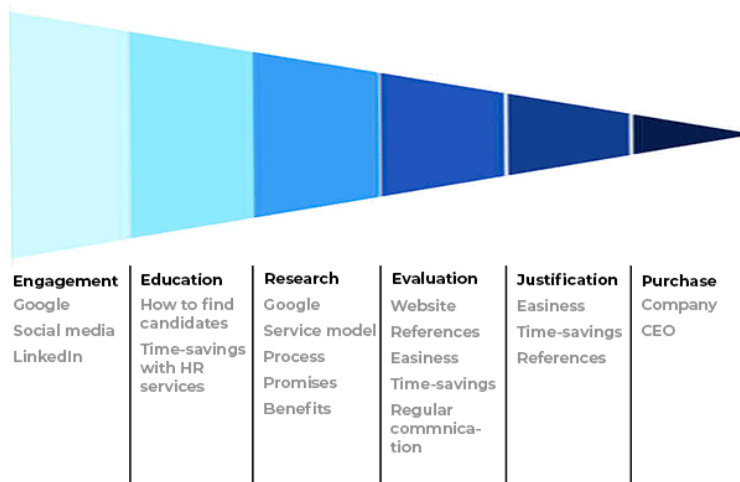 Engagement
Google
Social media
LinkedIn
Education
How to find
candidates
Time-savings
with HR
services
Research
Google
Service model
Process
Promises
Benefits
Evaluation
Website
References
Easiness
Time-savings
Regular
commnica-
tion
Justification
Easiness
Time-savings
References
Purchase
Company
CEO